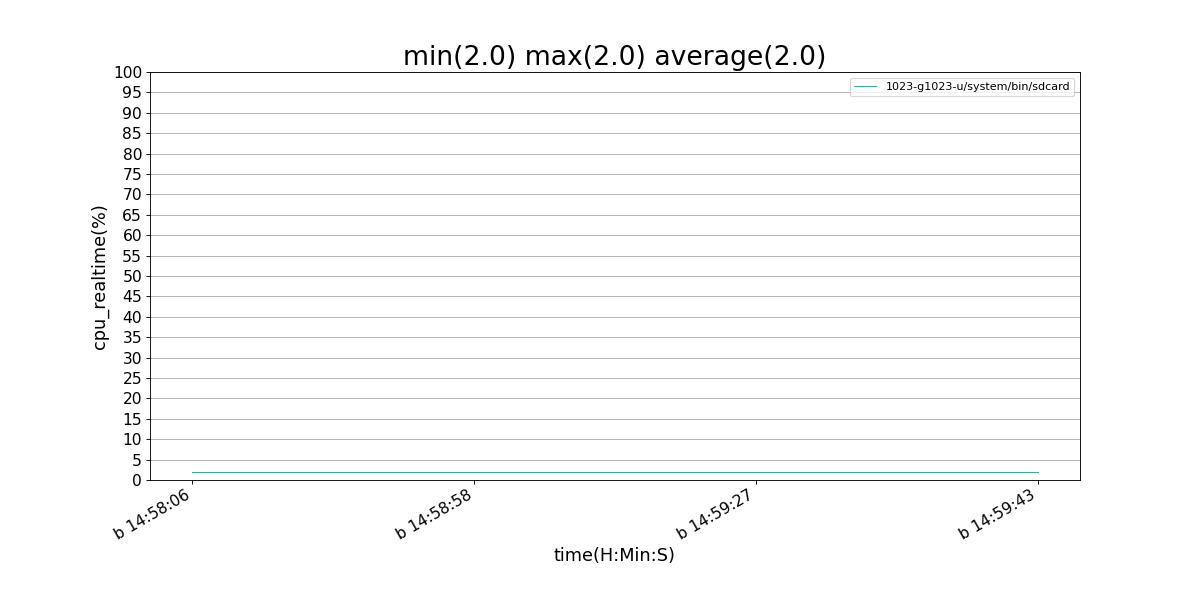 min(2.0) max(2.0) average(2.0)
1023-g1023-u/system/bin/sdcard
cpu_realtime(%)
100
95
90
85
80
75
70
65
60
55
50
45
40
35
30
25
20
15
10
5
0
b 14:58:06
b 14:58:58
b 14:59:27
b 14:59:43
time(H:Min:S)